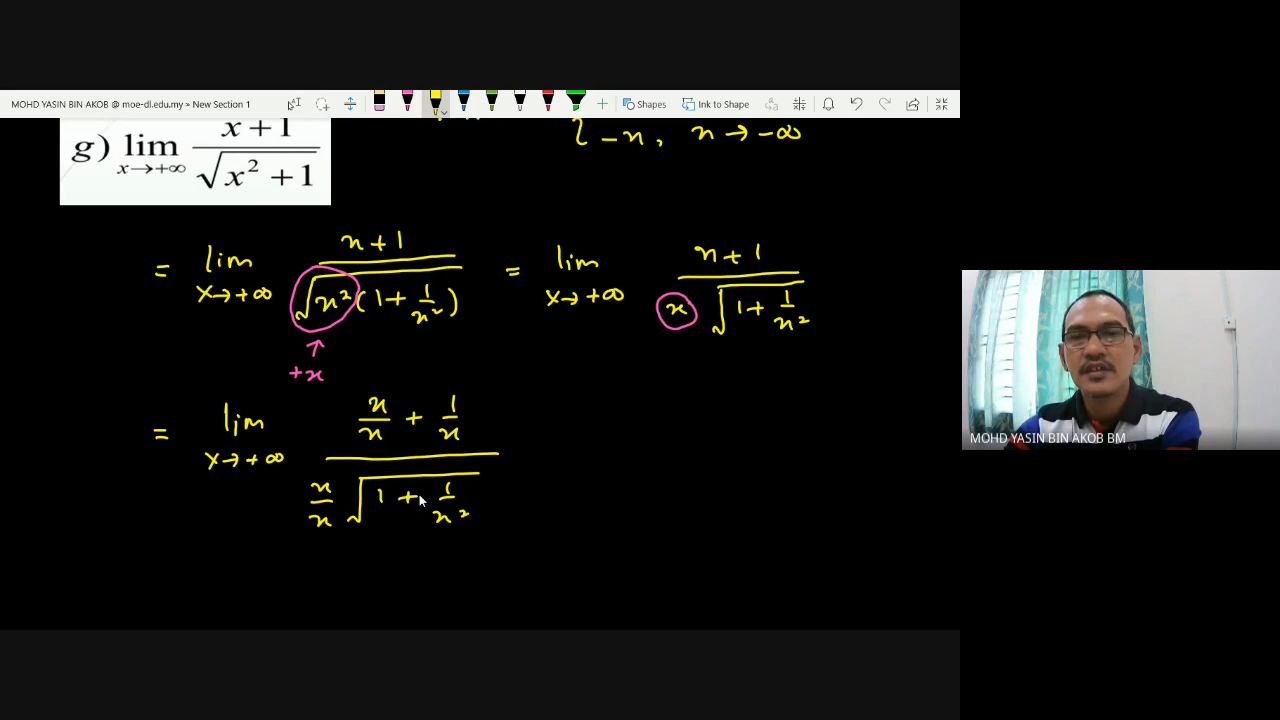 MOHD YASIN BIN AKOB @ moe-dl.edu.my » New Section 1
Shapes Ink to Shape
{ -x, x → -∞
g) lim x→+∞ (x + 1)/√(x² + 1)
= lim x→+∞ (x + 1)/√(x² (1 + 1/x²)) = lim x→+∞ (x + 1)/(x √(1 + 1/x²))
↑
+x
= lim x→+∞ (x/x + 1/x)/(x/x √(1 + 1/x²))
MOHD YASIN BIN AKOB BM